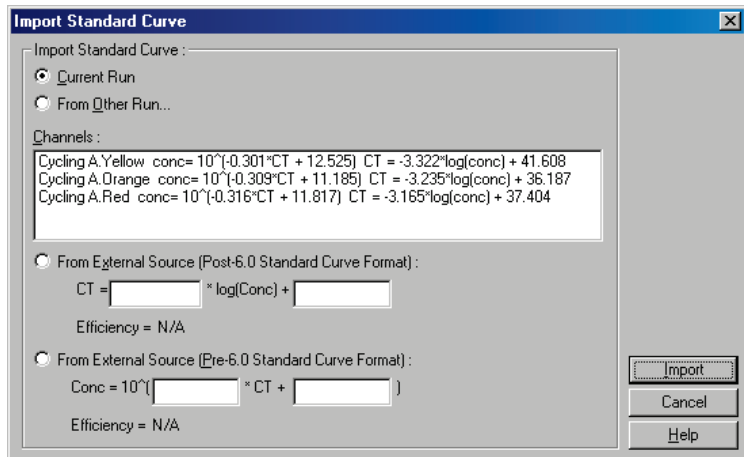 Import Standard Curve
Import Standard Curve :
Current Run
From Other Run...
Channels :
Cycling A.Yellow conc= 10^(-0.301*CT + 12.525) CT = -3.322*log(conc) + 41.608
Cycling A.Orange conc= 10^(-0.309*CT + 11.185) CT = -3.235*log(conc) + 36.187
Cycling A.Red conc= 10^(-0.316*CT + 11.817) CT = -3.165*log(conc) + 37.404
From External Source (Post-6.0 Standard Curve Format) :
CT = * log(Conc) +
Efficiency = N/A
From External Source (Pre-6.0 Standard Curve Format) :
Conc = 10^( * CT + )
Efficiency = N/A
Import
Cancel
Help